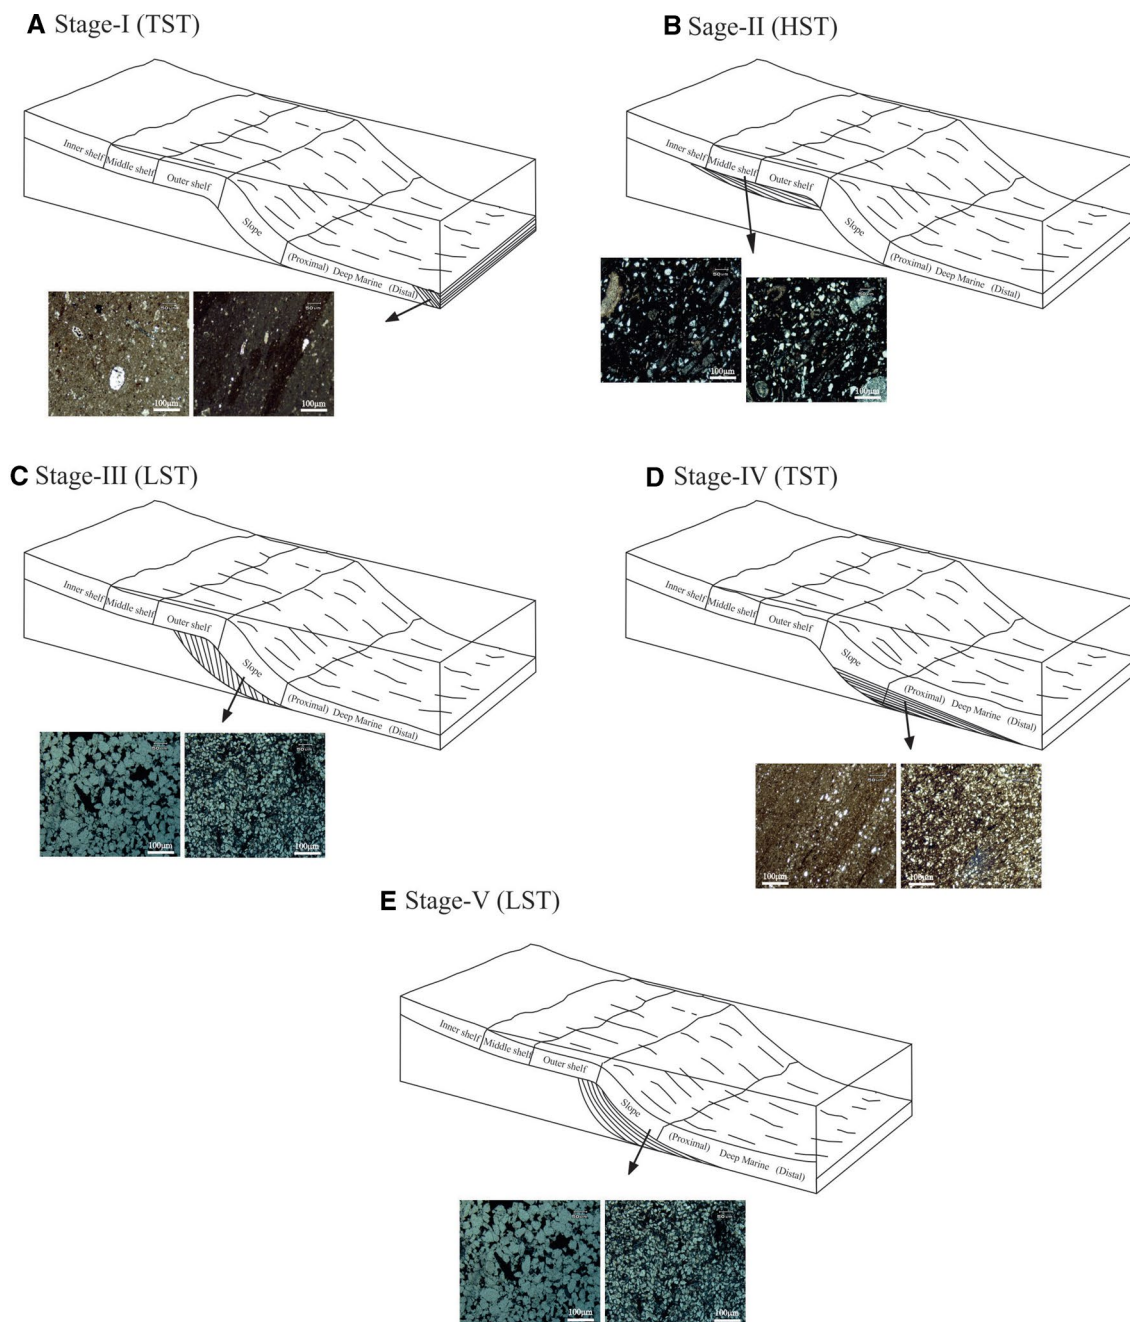 A Stage-I (TST)
B Sage-II (HST)
Inner shelf
Middle shelf
Outer shelf
Slope
(Proximal) Deep Marine (Distal)
Inner shelf
Middle shelf
Outer shelf
Slope
(Proximal) Deep Marine (Distal)
100µm
100µm
100µm
100µm
C Stage-III (LST)
D Stage-IV (TST)
Inner shelf
Middle shelf
Outer shelf
Slope
(Proximal) Deep Marine (Distal)
Inner shelf
Middle shelf
Outer shelf
Slope
(Proximal) Deep Marine (Distal)
100µm
100µm
100µm
100µm
E Stage-V (LST)
Inner shelf
Middle shelf
Outer shelf
Slope
(Proximal) Deep Marine (Distal)
100µm
100µm